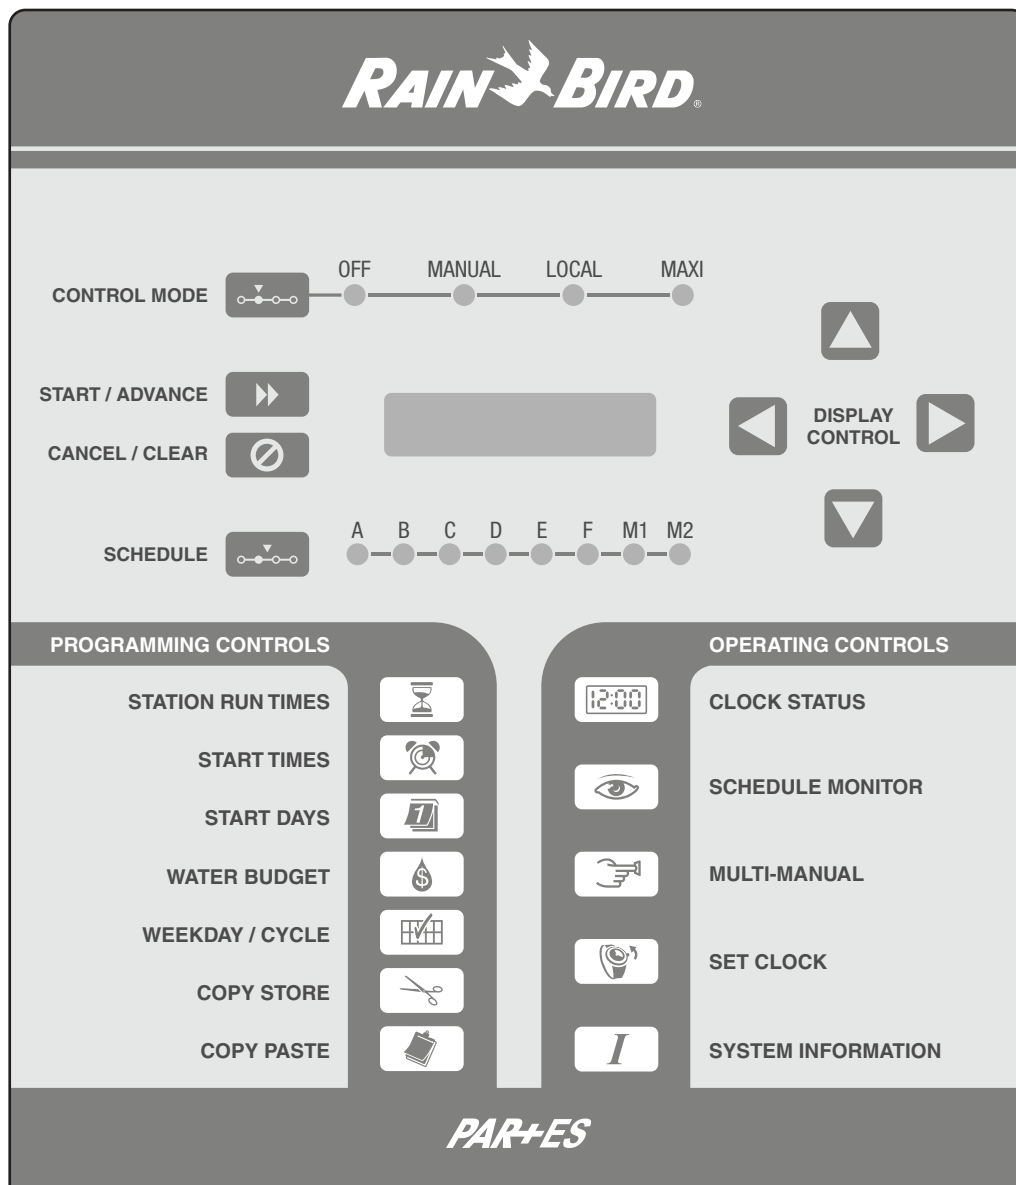 RAIN BIRD®
OFF MANUAL LOCAL MAXI
CONTROL MODE
START / ADVANCE
CANCEL / CLEAR
DISPLAY
CONTROL
A B C D E F M1 M2
SCHEDULE
PROGRAMMING CONTROLS
STATION RUN TIMES
START TIMES
START DAYS
1
WATER BUDGET
$
WEEKDAY / CYCLE
COPY STORE
COPY PASTE
OPERATING CONTROLS
12:00
CLOCK STATUS
SCHEDULE MONITOR
MULTI-MANUAL
SET CLOCK
I
SYSTEM INFORMATION
PAR+ES